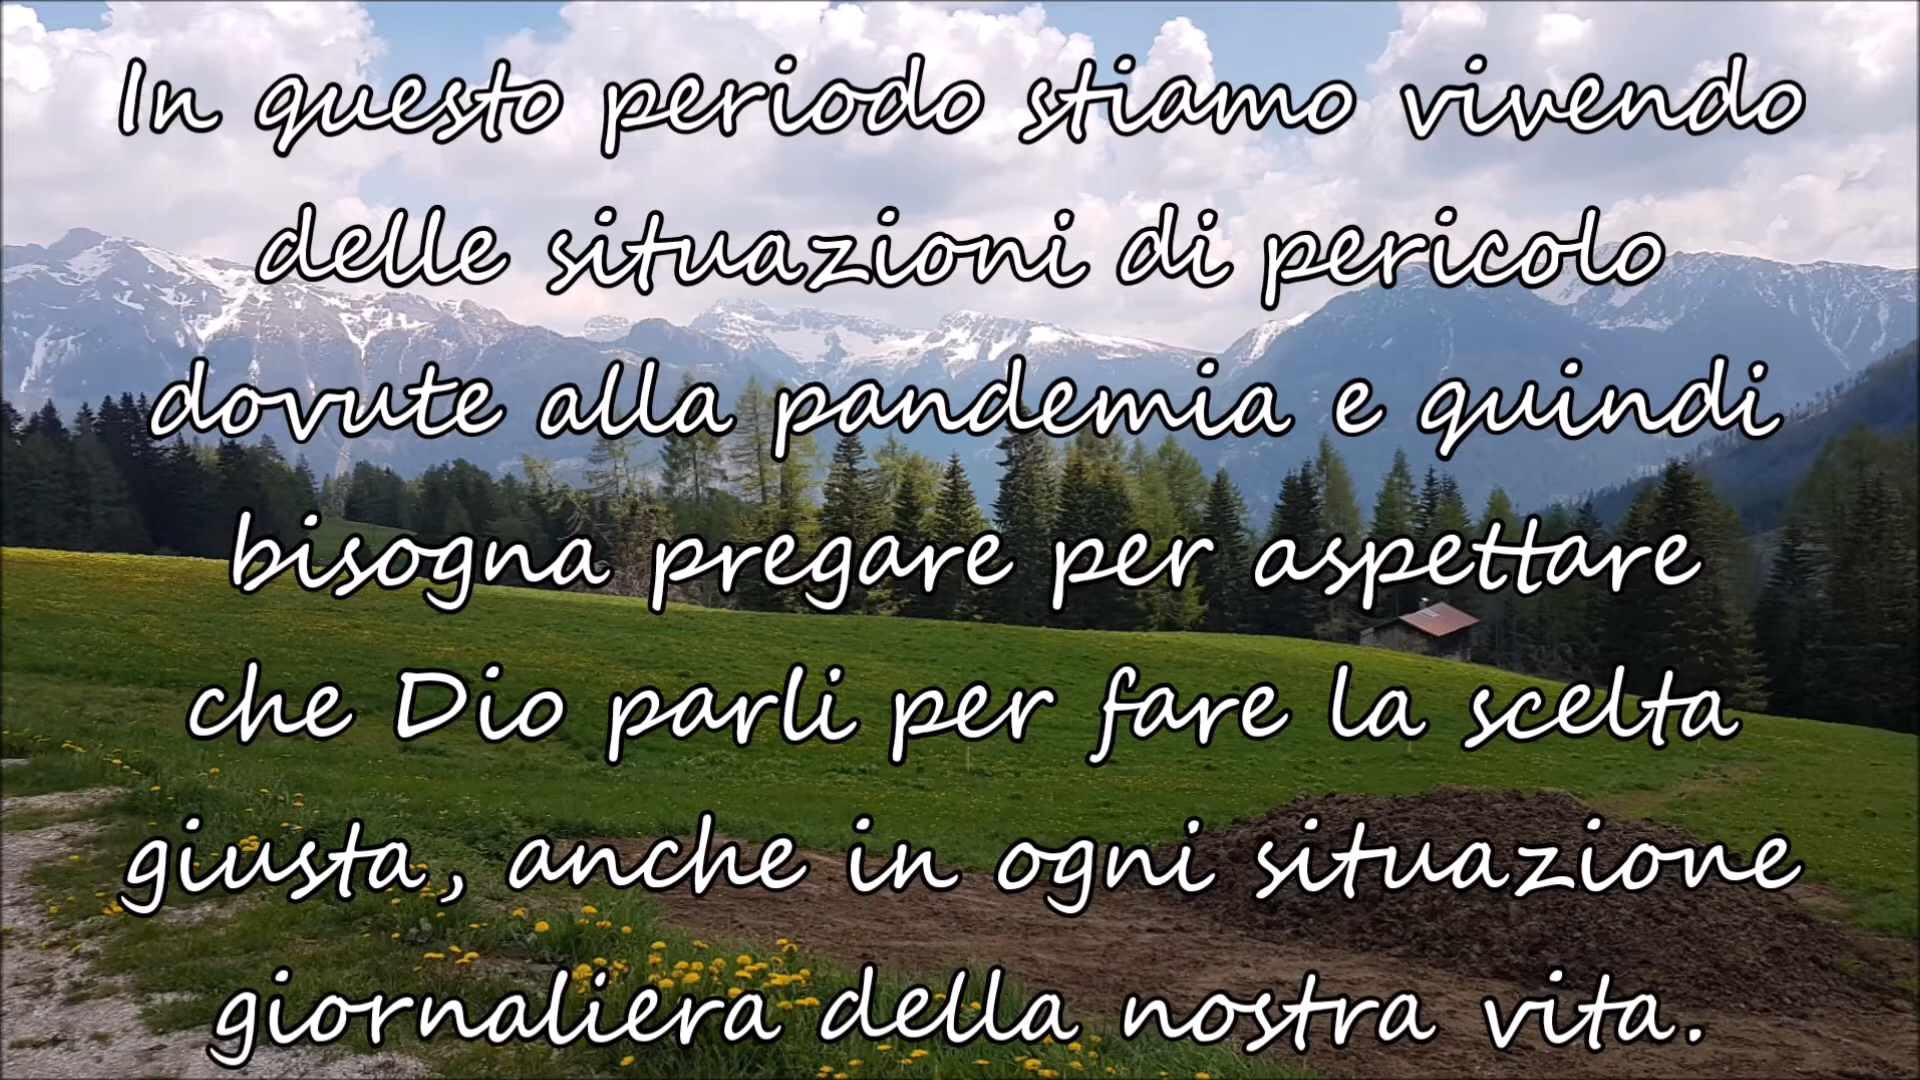 In questo periodo stiamo vivendo
delle situazioni di pericolo
dovute alla pandemia e quindi
bisogna pregare per aspettare
che Dio parli per fare la scelta
giusta, anche in ogni situazione
giornaliera della nostra vita.